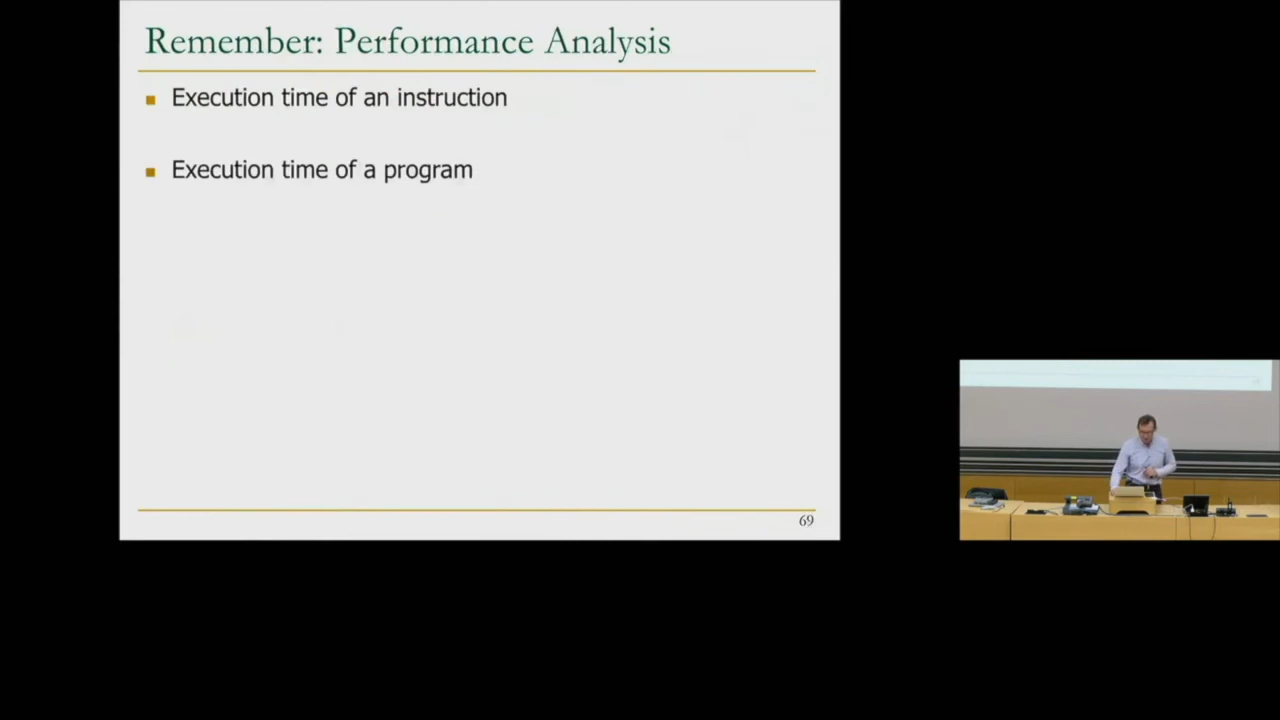 Remember: Performance Analysis
Execution time of an instruction
Execution time of a program
69